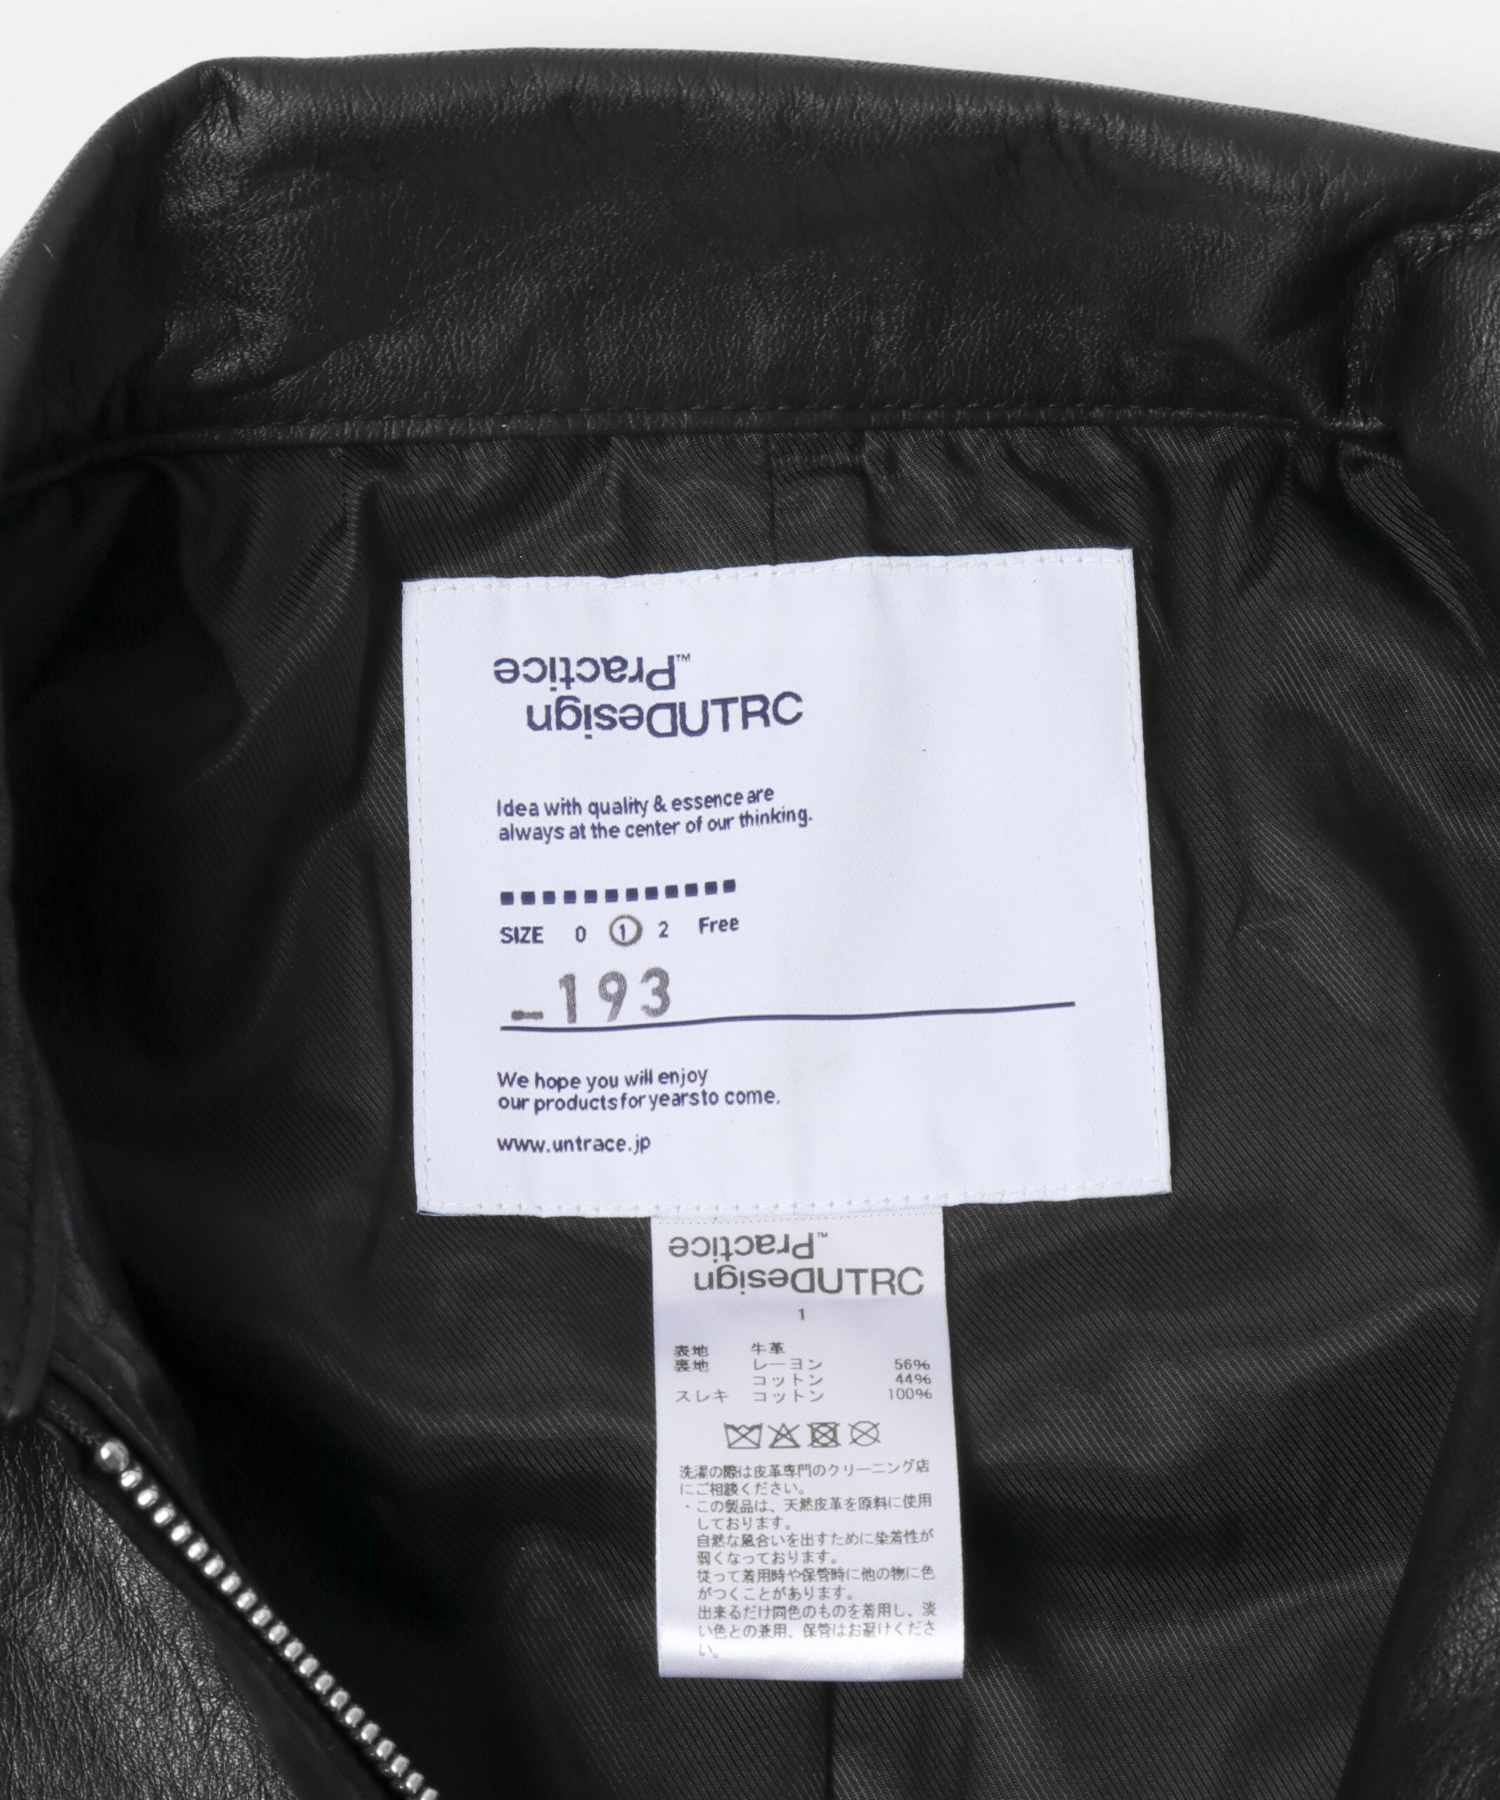 Practice™
DesignUTRC
Idea with quality & essence are
always at the center of our thinking.
SIZE 0 1 2 Free
-193
We hope you will enjoy
our products for years to come.
www.untrace.jp
Practice™
DesignUTRC
1
表地 牛革
裏地 レーヨン 56%
コットン 44%
スレキ コットン 100%
洗濯の際は皮革専門のクリーニング店
にご相談ください。
・この製品は、天然皮革を原料に使用
しております。
自然な風合いを出すために染着性が
弱くなっております。
従って着用時や保管時に他の物に色
がつくことがあります。
出来るだけ同色のものを着用し、淡
い色との兼用、保管はお避けくださ
い。